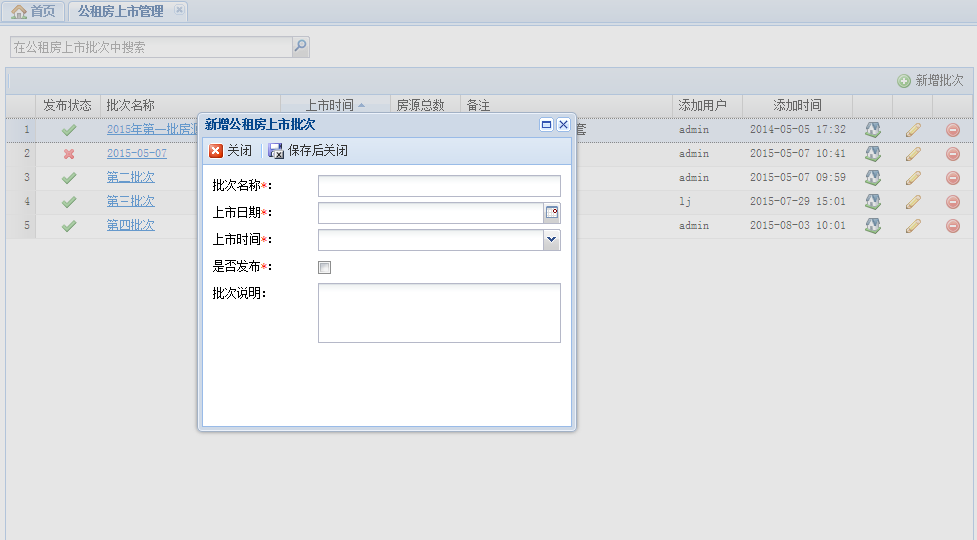 首页 公租房上市管理
在公租房上市批次中搜索
新增批次
发布状态 批次名称 上市时间 房源总数 备注 添加用户 添加时间
1 2015年第一批房 套 admin 2014-05-05 17:32
2 2015-05-07 admin 2015-05-07 10:41
3 第二批次 admin 2015-05-07 09:59
4 第三批次 lj 2015-07-29 15:01
5 第四批次 admin 2015-08-03 10:01
新增公租房上市批次
关闭 保存后关闭
批次名称*:
上市日期*:
上市时间*:
是否发布*:
批次说明: